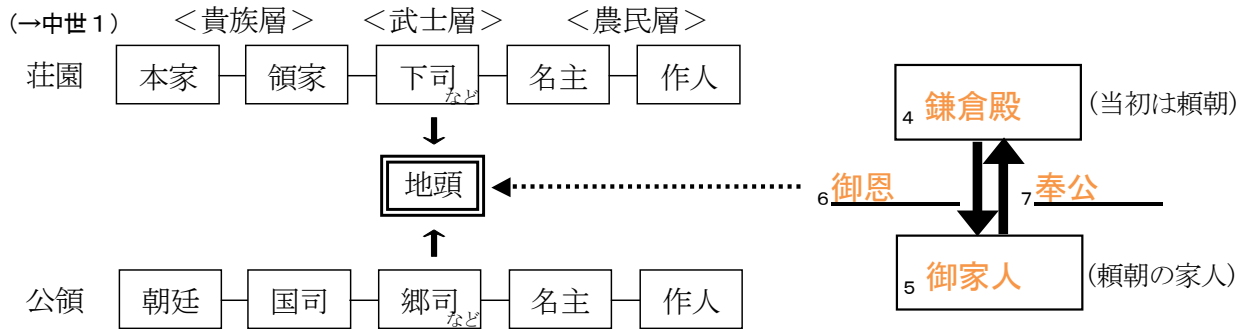 (→中世1) <貴族層> <武士層> <農民層>
荘園 本家 領家 下司など 名主 作人
4 鎌倉殿 (当初は頼朝)
地頭
6 御恩 7 奉公
公領 朝廷 国司 郷司など 名主 作人
5 御家人 (頼朝の家人)